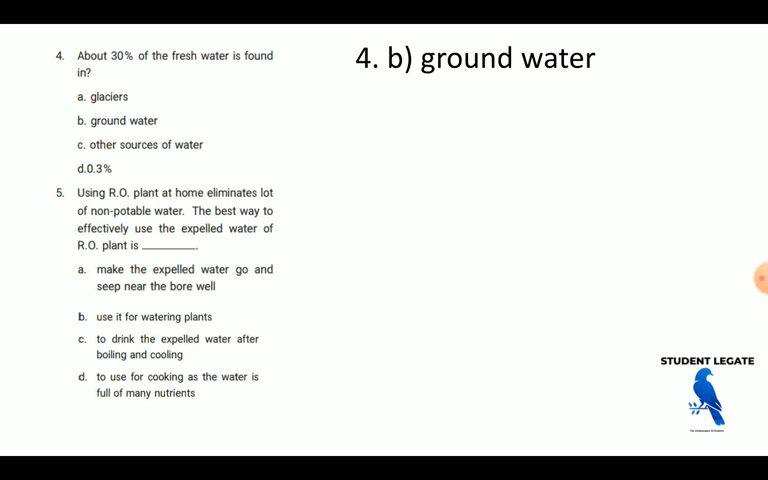 4. About 30% of the fresh water is found
in?
a. glaciers
b. ground water
c. other sources of water
d.0.3%
5. Using R.O. plant at home eliminates lot
of non-potable water. The best way to
effectively use the expelled water of
R.O. plant is ________.
a. make the expelled water go and
seep near the bore well
b. use it for watering plants
c. to drink the expelled water after
boiling and cooling
d. to use for cooking as the water is
full of many nutrients
4. b) ground water
STUDENT LEGATE